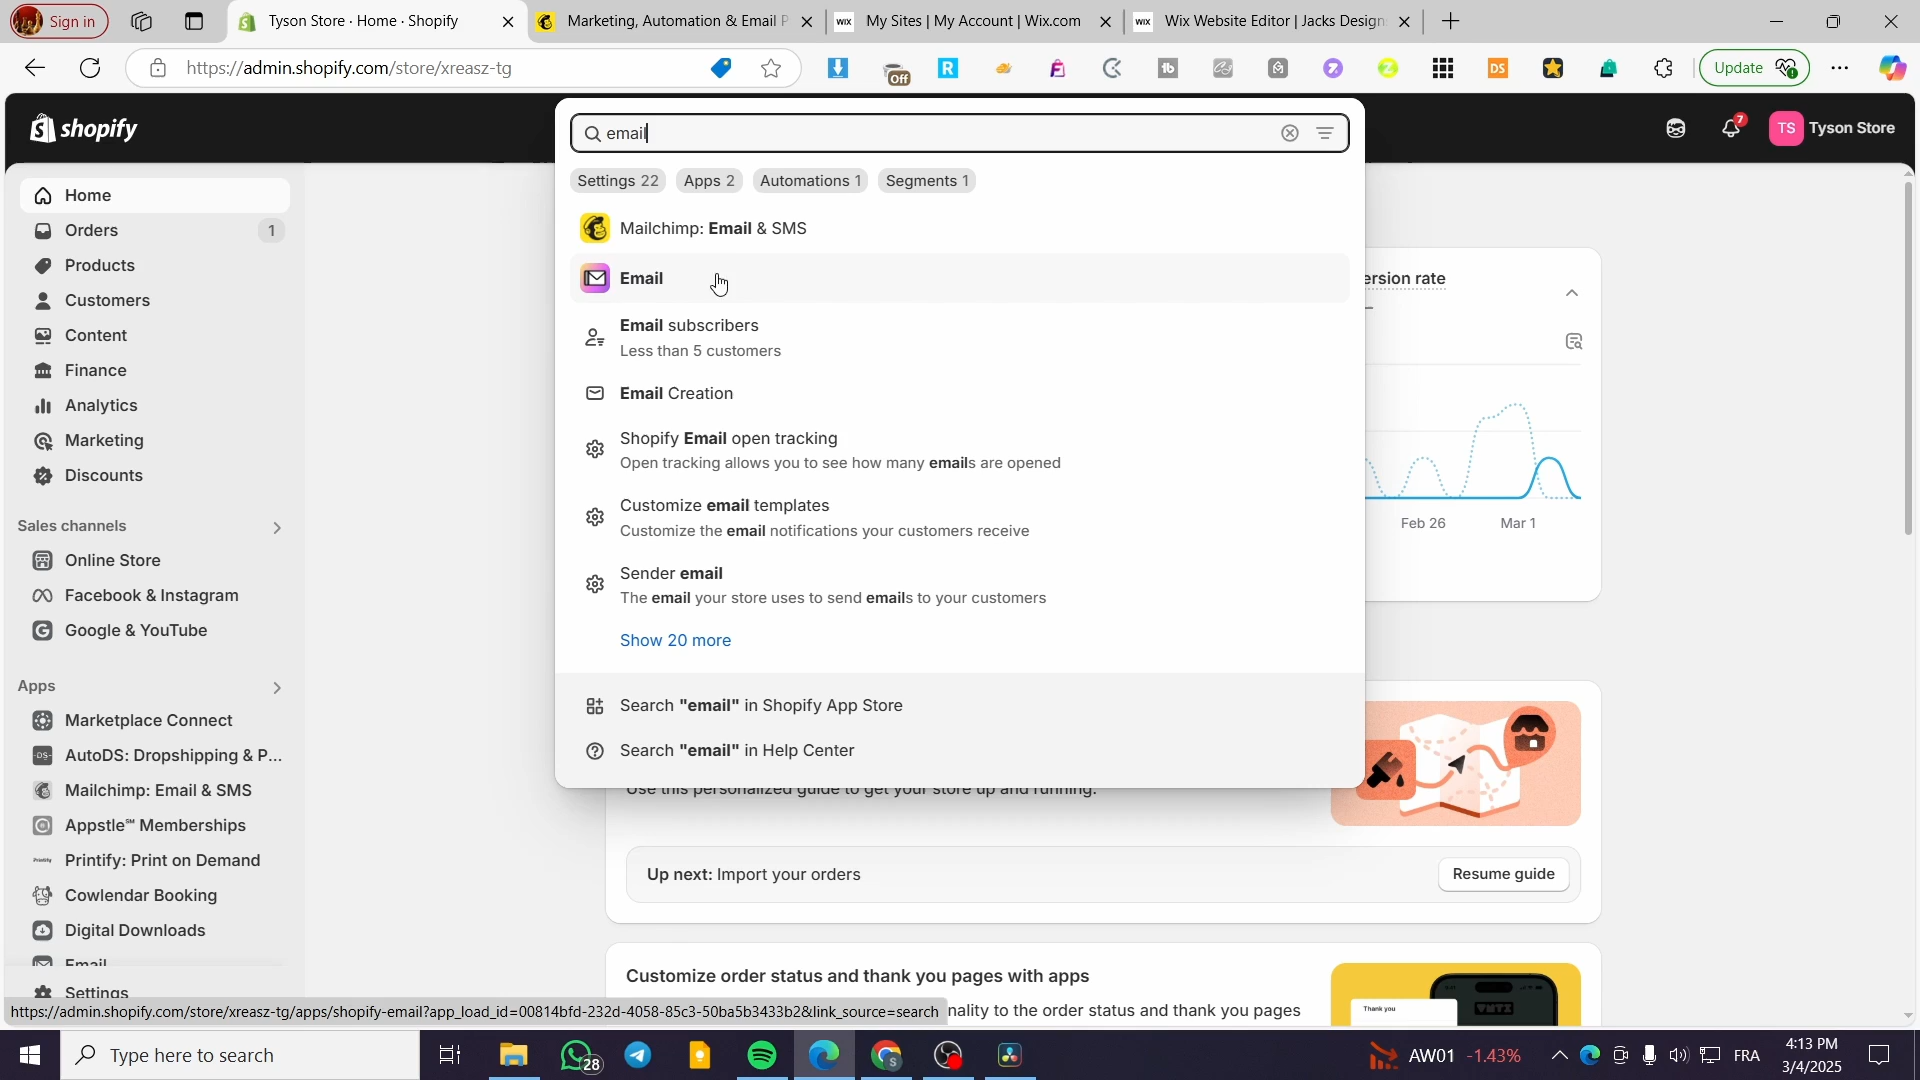 Sign in
Tyson Store · Home · Shopify
Marketing, Automation & Email P
WIX My Sites | My Account | Wix.com
WIX Wix Website Editor | Jacks Design
https://admin.shopify.com/store/xreasz-tg
Off
R
tb
DS
Update
shopify
email
7
TS Tyson Store
Settings 22
Apps 2
Automations 1
Segments 1
Home
Orders 1
Products
Customers
Content
Finance
Analytics
Marketing
Discounts
Sales channels
Online Store
Facebook & Instagram
Google & YouTube
Apps
Marketplace Connect
AutoDS: Dropshipping & P...
Mailchimp: Email & SMS
Appstle℠ Memberships
Printify: Print on Demand
Cowlendar Booking
Digital Downloads
Email
Settings
Mailchimp: Email & SMS
Email
Email subscribers
Less than 5 customers
Email Creation
Shopify Email open tracking
Open tracking allows you to see how many emails are opened
Customize email templates
Customize the email notifications your customers receive
Sender email
The email your store uses to send emails to your customers
Show 20 more
Search "email" in Shopify App Store
Search "email" in Help Center
ersion rate
Feb 26
Mar 1
Use this personalized guide to get your store up and running.
Up next: Import your orders
Resume guide
Customize order status and thank you pages with apps
nality to the order status and thank you pages
Thank you
https://admin.shopify.com/store/xreasz-tg/apps/shopify-email?app_load_id=00814bfd-232d-4058-85c3-50ba5b3433b2&link_source=search
Type here to search
28
AW01 -1.43%
FRA
4:13 PM
3/4/2025